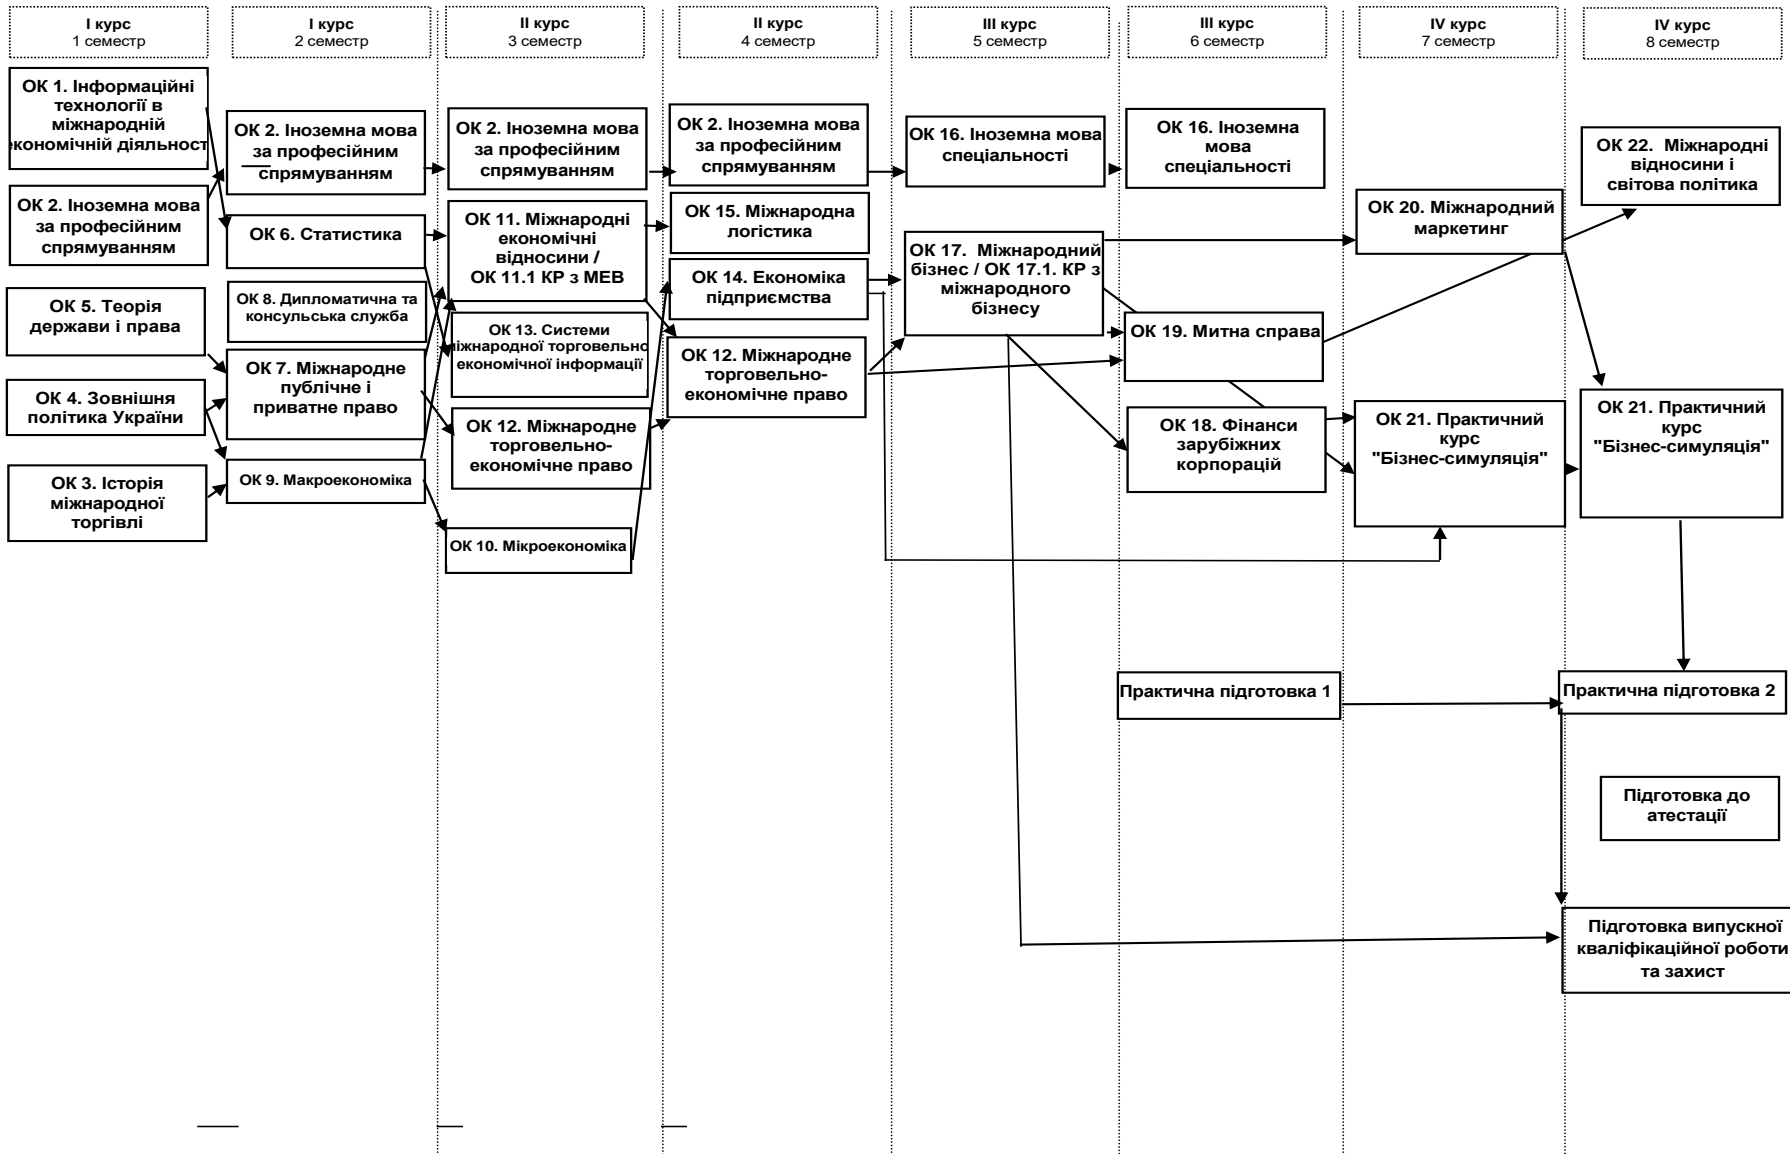 І курс
1 семестр
І курс
2 семестр
ІІ курс
3 семестр
ІІ курс
4 семестр
ІІІ курс
5 семестр
ІІІ курс
6 семестр
ІV курс
7 семестр
ІV курс
8 семестр
ОК 1. Інформаційні
технології в
міжнародній
економічній діяльност
ОК 2. Іноземна мова
за професійним
спрямуванням
ОК 5. Теорія
держави і права
ОК 4. Зовнішня
політика України
ОК 3. Історія
міжнародної
торгівлі
ОК 2. Іноземна мова
за професійним
спрямуванням
ОК 6. Статистика
ОК 8. Дипломатична та
консульська служба
ОК 7. Міжнародне
публічне і
приватне право
ОК 9. Макроекономіка
ОК 2. Іноземна мова
за професійним
спрямуванням
ОК 11. Міжнародні
економічні
відносини /
ОК 11.1 КР з МЕВ
ОК 13. Системи
міжнародної торговельно
економічної інформації
ОК 12. Міжнародне
торговельно-
економічне право
ОК 10. Мікроекономіка
ОК 2. Іноземна мова
за професійним
спрямуванням
ОК 15. Міжнародна
логістика
ОК 14. Економіка
підприємства
ОК 12. Міжнародне
торговельно-
економічне право
ОК 16. Іноземна мова
спеціальності
ОК 17. Міжнародний
бізнес / ОК 17.1. КР з
міжнародного
бізнесу
ОК 16. Іноземна
мова
спеціальності
ОК 19. Митна справа
ОК 18. Фінанси
зарубіжних
корпорацій
Практична підготовка 1
ОК 20. Міжнародний
маркетинг
ОК 21. Практичний
курс
"Бізнес-симуляція"
ОК 22. Міжнародні
відносини і
світова політика
ОК 21. Практичний
курс
"Бізнес-симуляція"
Практична підготовка 2
Підготовка до
атестації
Підготовка випускної
кваліфікаційної роботи
та захист